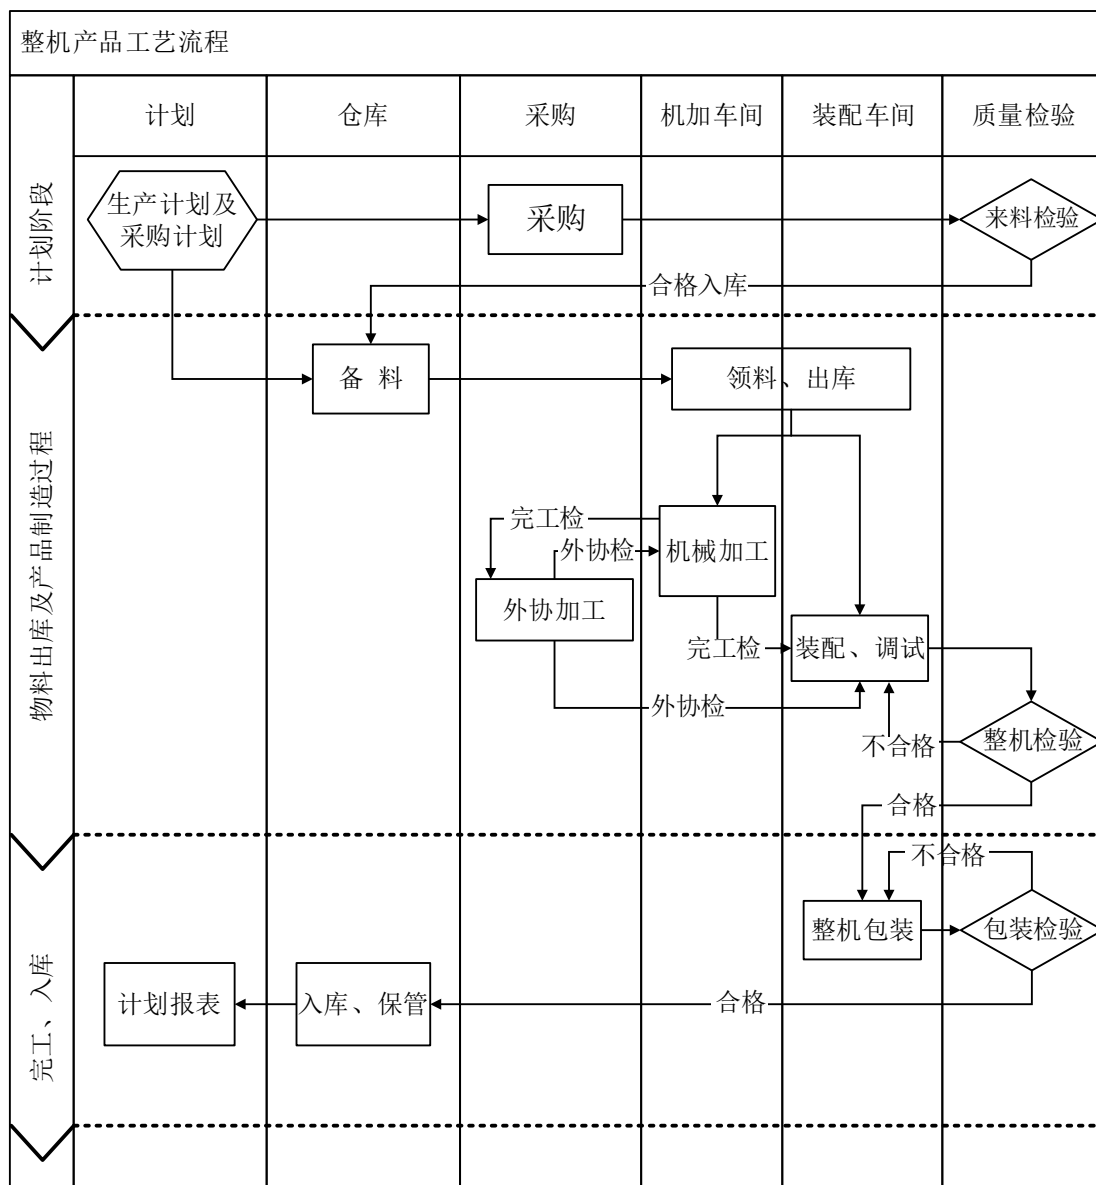 整机产品工艺流程
计划
仓库
采购
机加车间
装配车间
质量检验
计划阶段
生产计划及
采购计划
采购
来料检验
合格入库
物料出库及产品制造过程
备 料
领料、出库
完工检
外协检
机械加工
外协加工
完工检
装配、调试
外协检
不合格
整机检验
合格
完工、入库
不合格
整机包装
包装检验
计划报表
入库、保管
合格